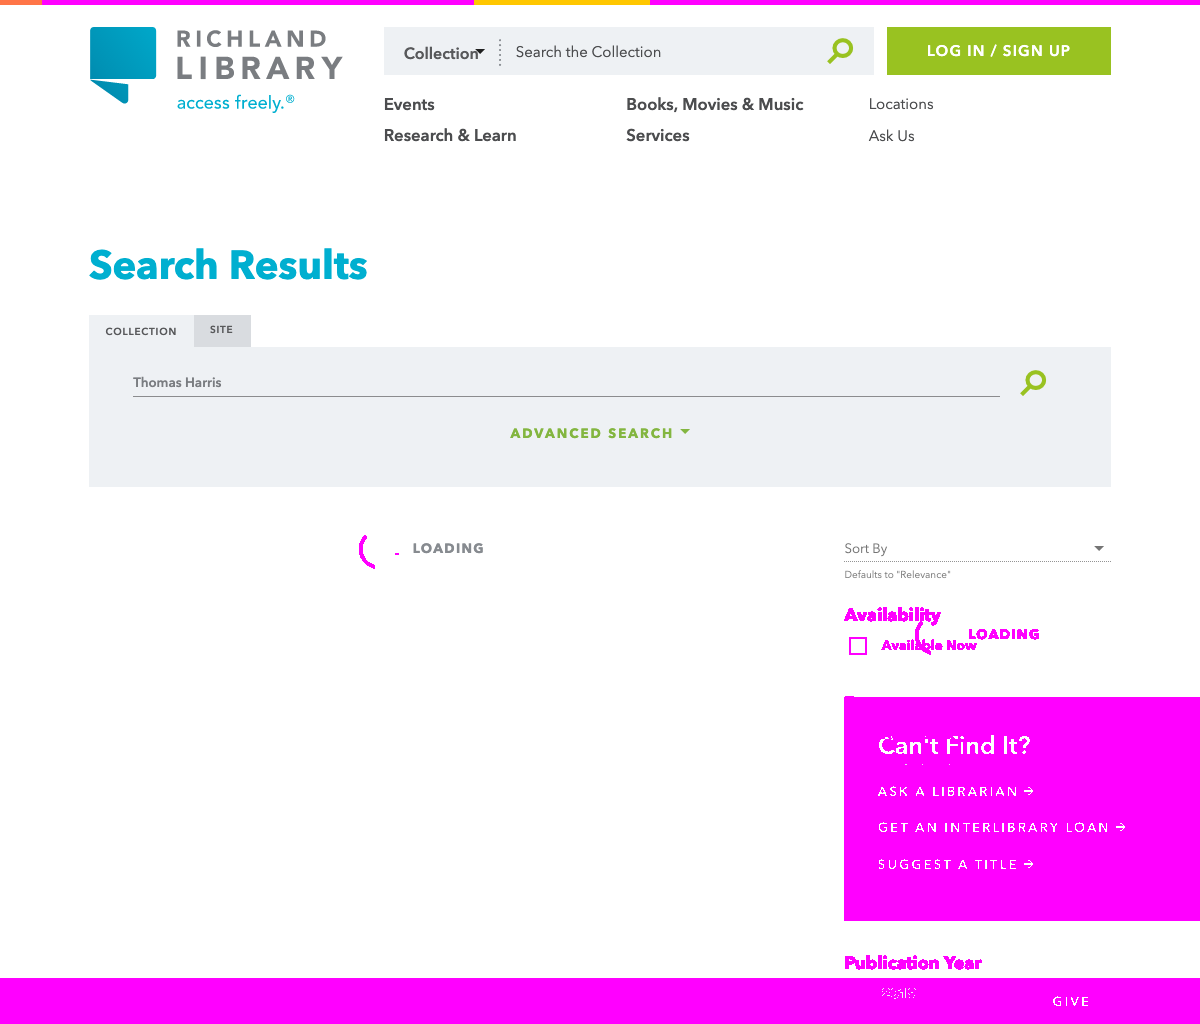 RICHLAND
LIBRARY
access freely.®
Collection
Search the Collection
LOG IN / SIGN UP
Events
Books, Movies & Music
Locations
Research & Learn
Services
Ask Us
Search Results
COLLECTION
SITE
Thomas Harris
ADVANCED SEARCH
LOADING
Sort By
Defaults to "Relevance"
Availability
LOADING
Available Now
Can't Find It?
ASK A LIBRARIAN →
GET AN INTERLIBRARY LOAN →
SUGGEST A TITLE →
Publication Year
GIVE